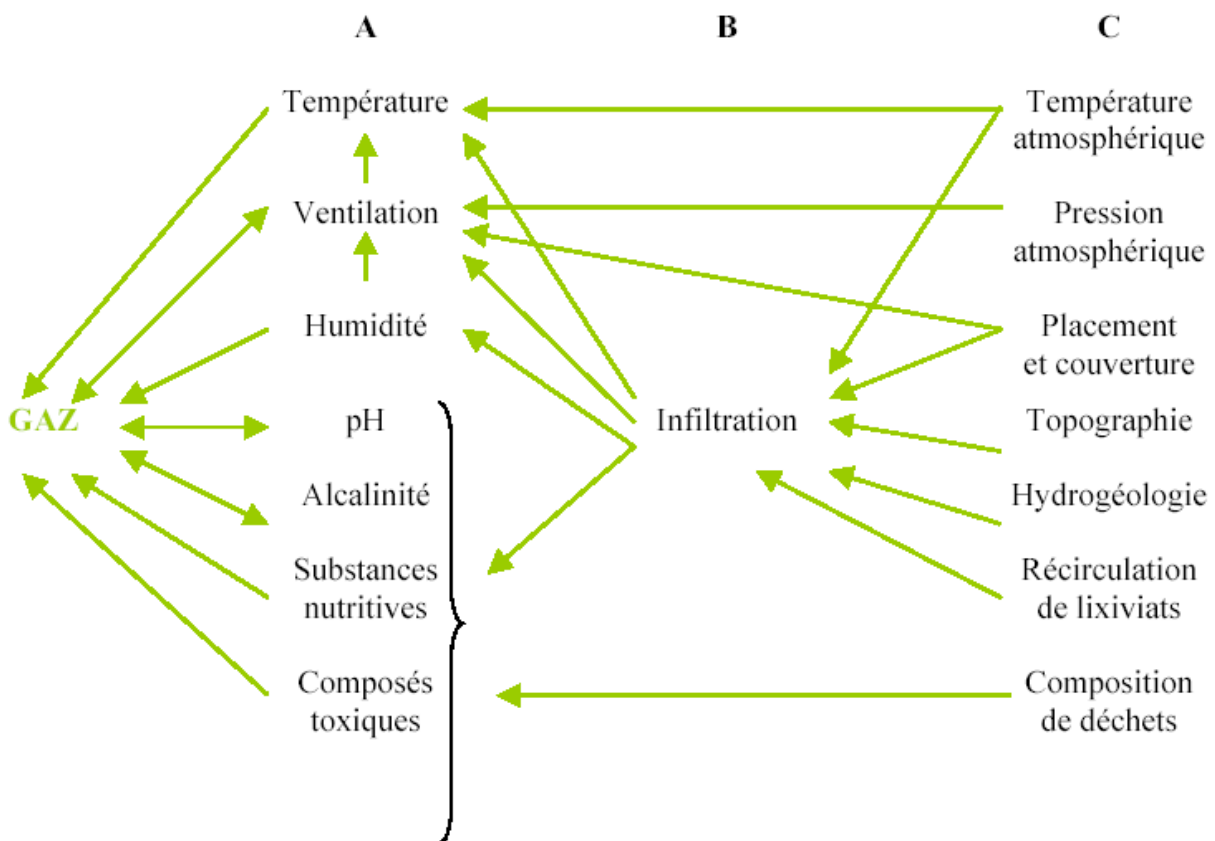 A
B
C
Température
Ventilation
Humidité
GAZ
pH
Alcalinité
Substances
nutritives
Composés
toxiques
Infiltration
Température
atmosphérique
Pression
atmosphérique
Placement
et couverture
Topographie
Hydrogéologie
Récirculation
de lixiviats
Composition
de déchets